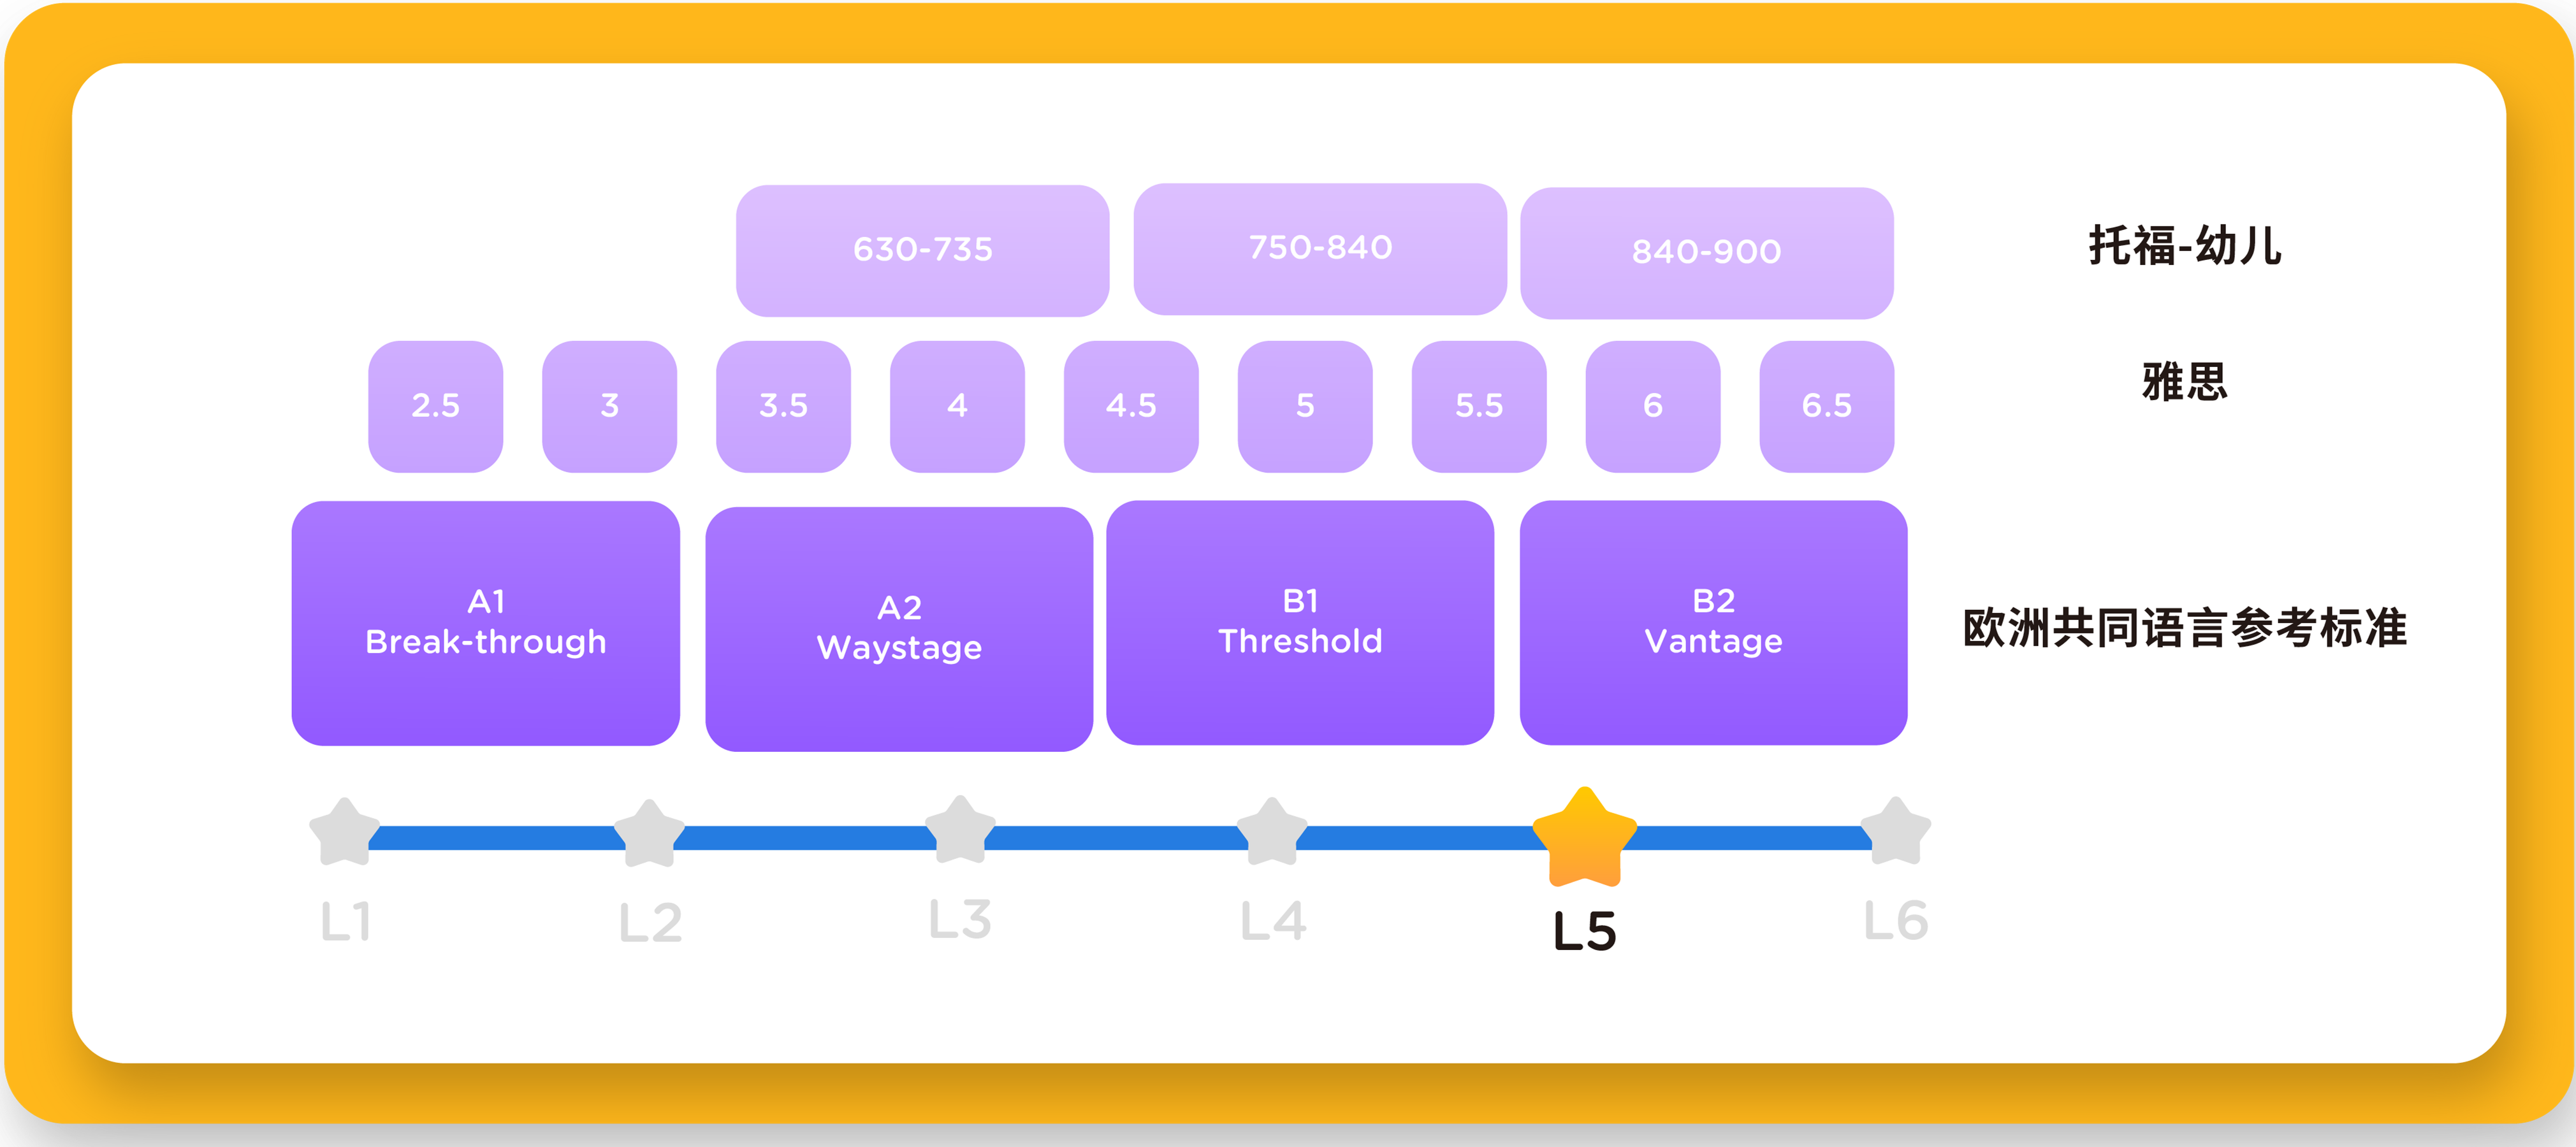 630-735 750-840 840-900 托福-幼儿
2.5 3 3.5 4 4.5 5 5.5 6 6.5 雅思
A1
Break-through
A2
Waystage
B1
Threshold
B2
Vantage
欧洲共同语言参考标准
L1 L2 L3 L4 L5 L6